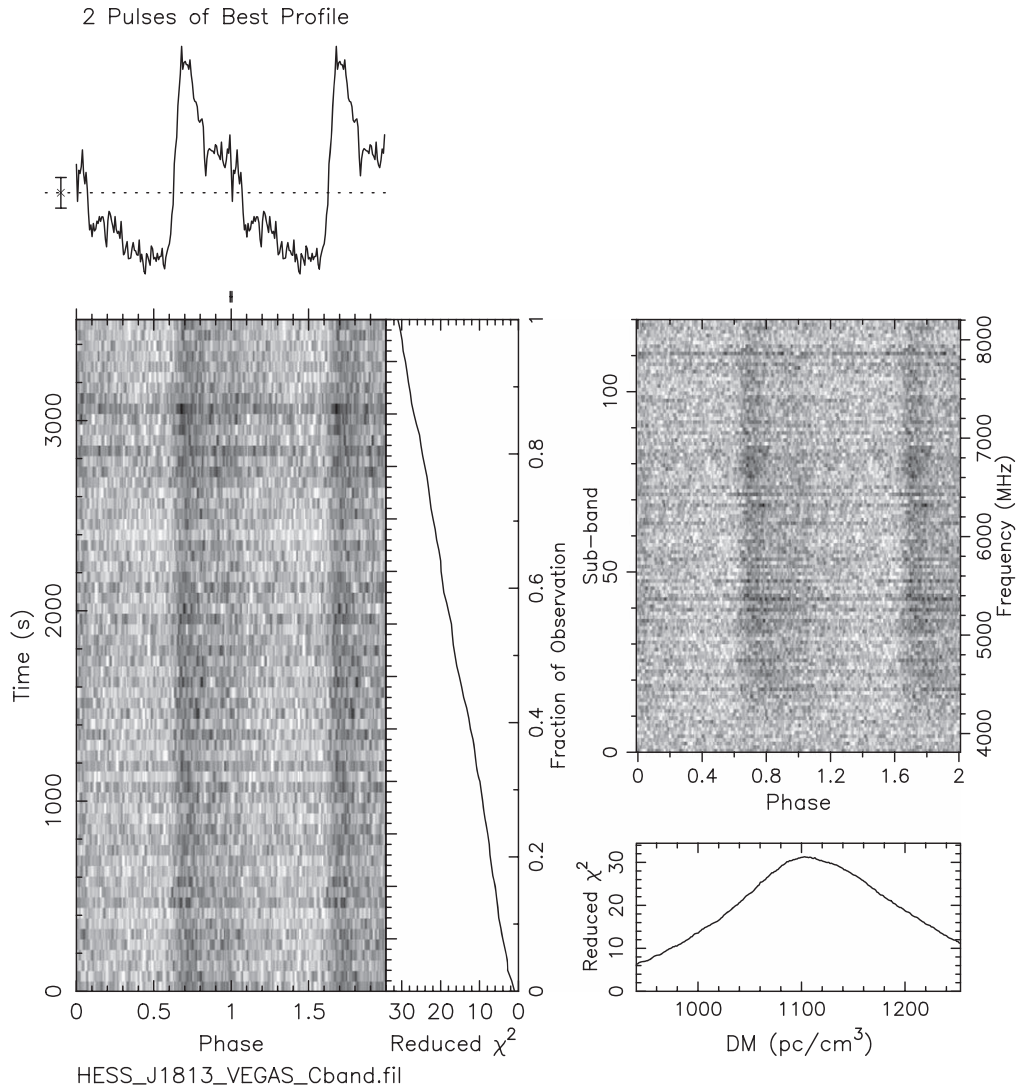 2 Pulses of Best Profile
3000
2000
1000
0
Time (s)
0 0.5 1 1.5
Phase
30 20 10 0
Reduced χ²
1
0.8
0.6
0.4
0.2
0
Fraction of Observation
100
50
0
Sub-band
8000
7000
6000
5000
4000
Frequency (MHz)
0 0.4 0.8 1.2 1.6 2
Phase
30
20
10
0
Reduced χ²
1000 1100 1200
DM (pc/cm³)
HESS_J1813_VEGAS_Cband.fil